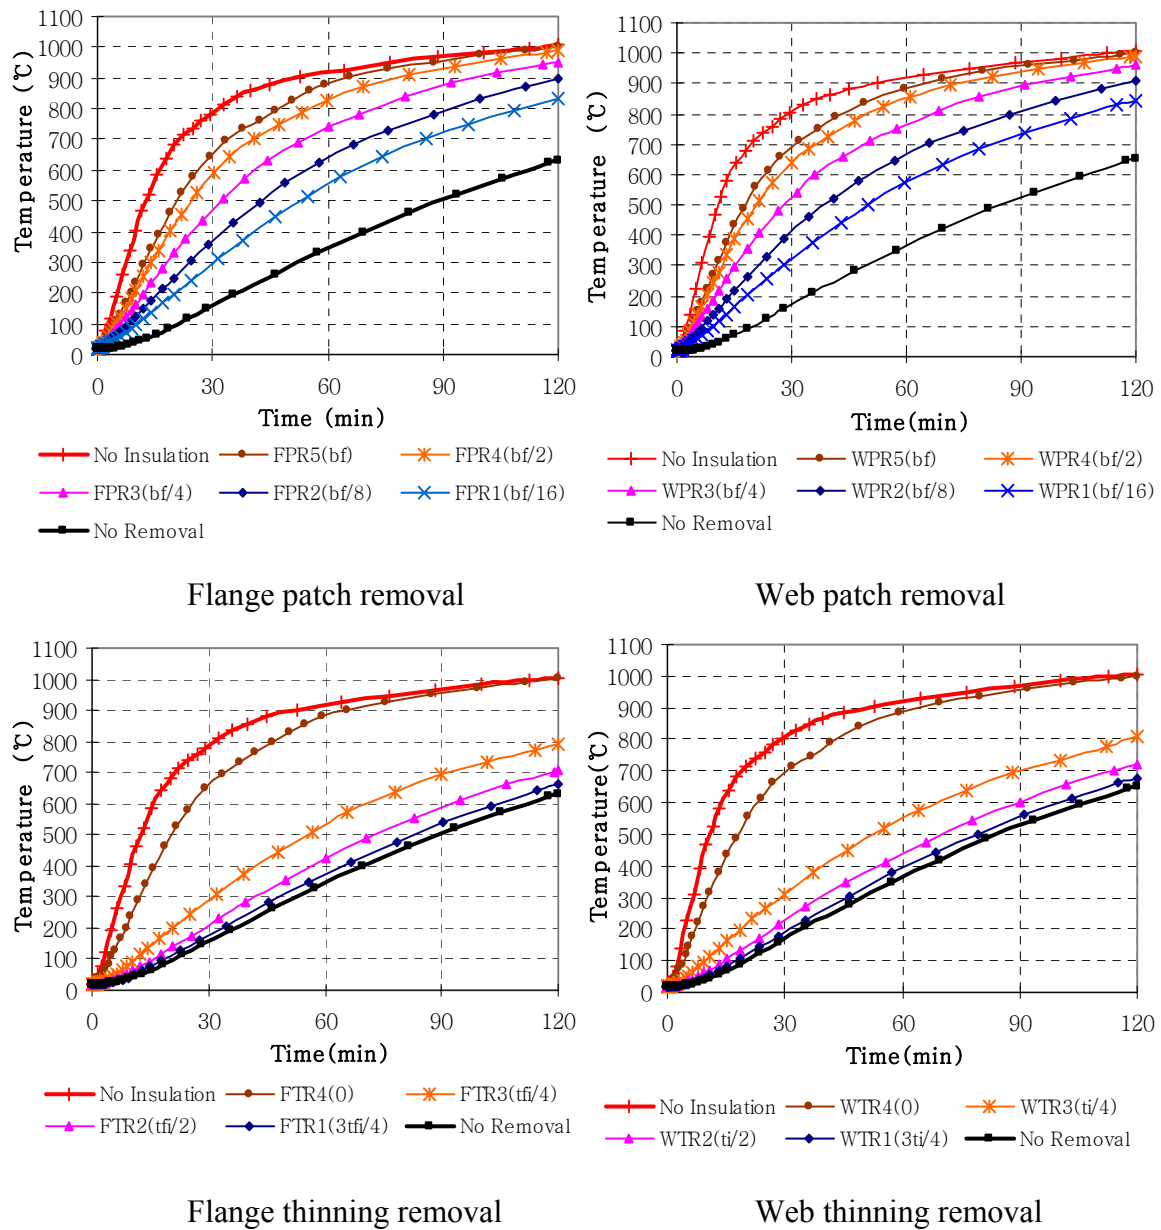 1100
1000
900
800
700
600
500
400
300
200
100
0
Temperature (℃)
0 30 60 90 120
Time (min)
No Insulation FPR5(bf) FPR4(bf/2)
FPR3(bf/4) FPR2(bf/8) FPR1(bf/16)
No Removal
Flange patch removal
1100
1000
900
800
700
600
500
400
300
200
100
0
Temperature (℃)
0 30 60 90 120
Time(min)
No Insulation WPR5(bf) WPR4(bf/2)
WPR3(bf/4) WPR2(bf/8) WPR1(bf/16)
No Removal
Web patch removal
1100
1000
900
800
700
600
500
400
300
200
100
0
Temperature (℃)
0 30 60 90 120
Time(min)
No Insulation FTR4(0) FTR3(tfi/4)
FTR2(tfi/2) FTR1(3tfi/4) No Removal
Flange thinning removal
1100
1000
900
800
700
600
500
400
300
200
100
0
Temperature(℃)
0 30 60 90 120
Time(min)
No Insulation WTR4(0) WTR3(ti/4)
WTR2(ti/2) WTR1(3ti/4) No Removal
Web thinning removal